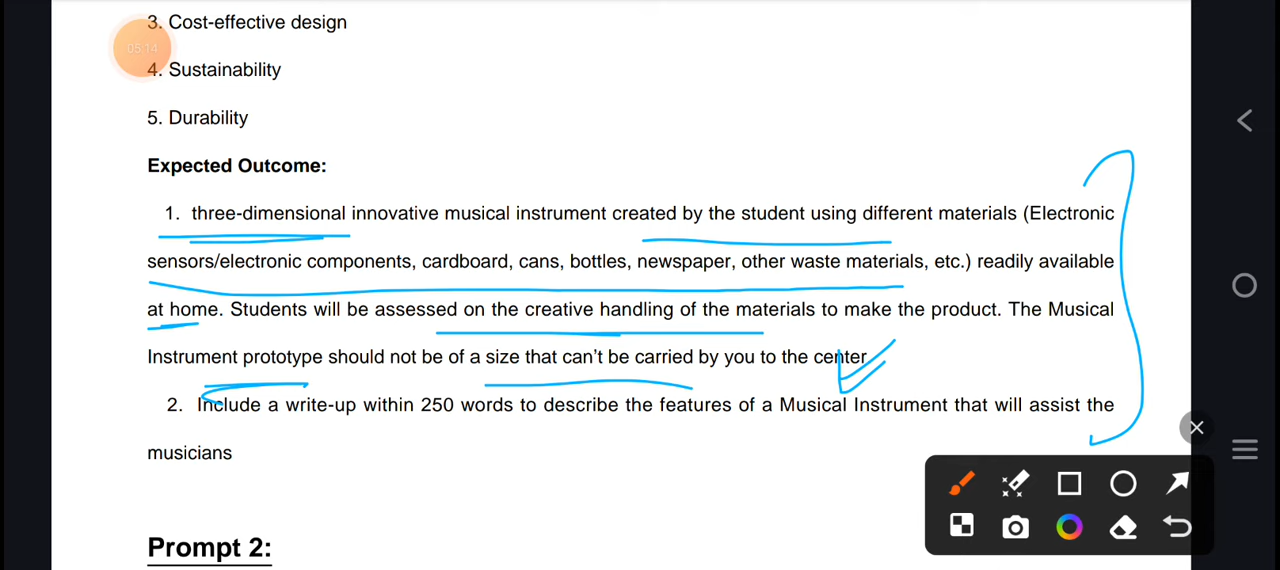 3. Cost-effective design
05:14
4. Sustainability
5. Durability
Expected Outcome:
1. three-dimensional innovative musical instrument created by the student using different materials (Electronic
sensors/electronic components, cardboard, cans, bottles, newspaper, other waste materials, etc.) readily available
at home. Students will be assessed on the creative handling of the materials to make the product. The Musical
Instrument prototype should not be of a size that can't be carried by you to the center
2. Include a write-up within 250 words to describe the features of a Musical Instrument that will assist the
musicians
Prompt 2: